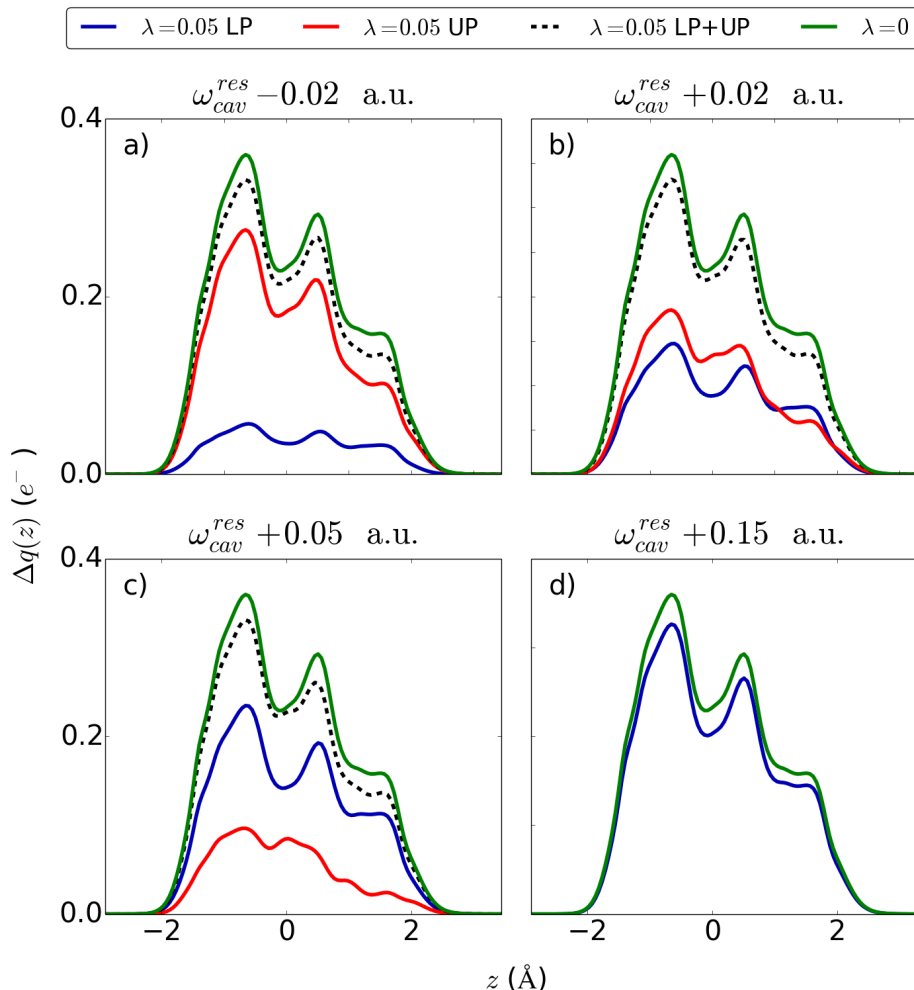 λ=0.05 LP λ=0.05 UP λ=0.05 LP+UP λ=0
ω_cav^res −0.02 a.u. ω_cav^res +0.02 a.u.
0.4
a) b)
0.2
0.0
ω_cav^res +0.05 a.u. ω_cav^res +0.15 a.u.
0.4
c) d)
0.2
0.0
−2 0 2 −2 0 2
Δq(z) (e⁻
z (Å)